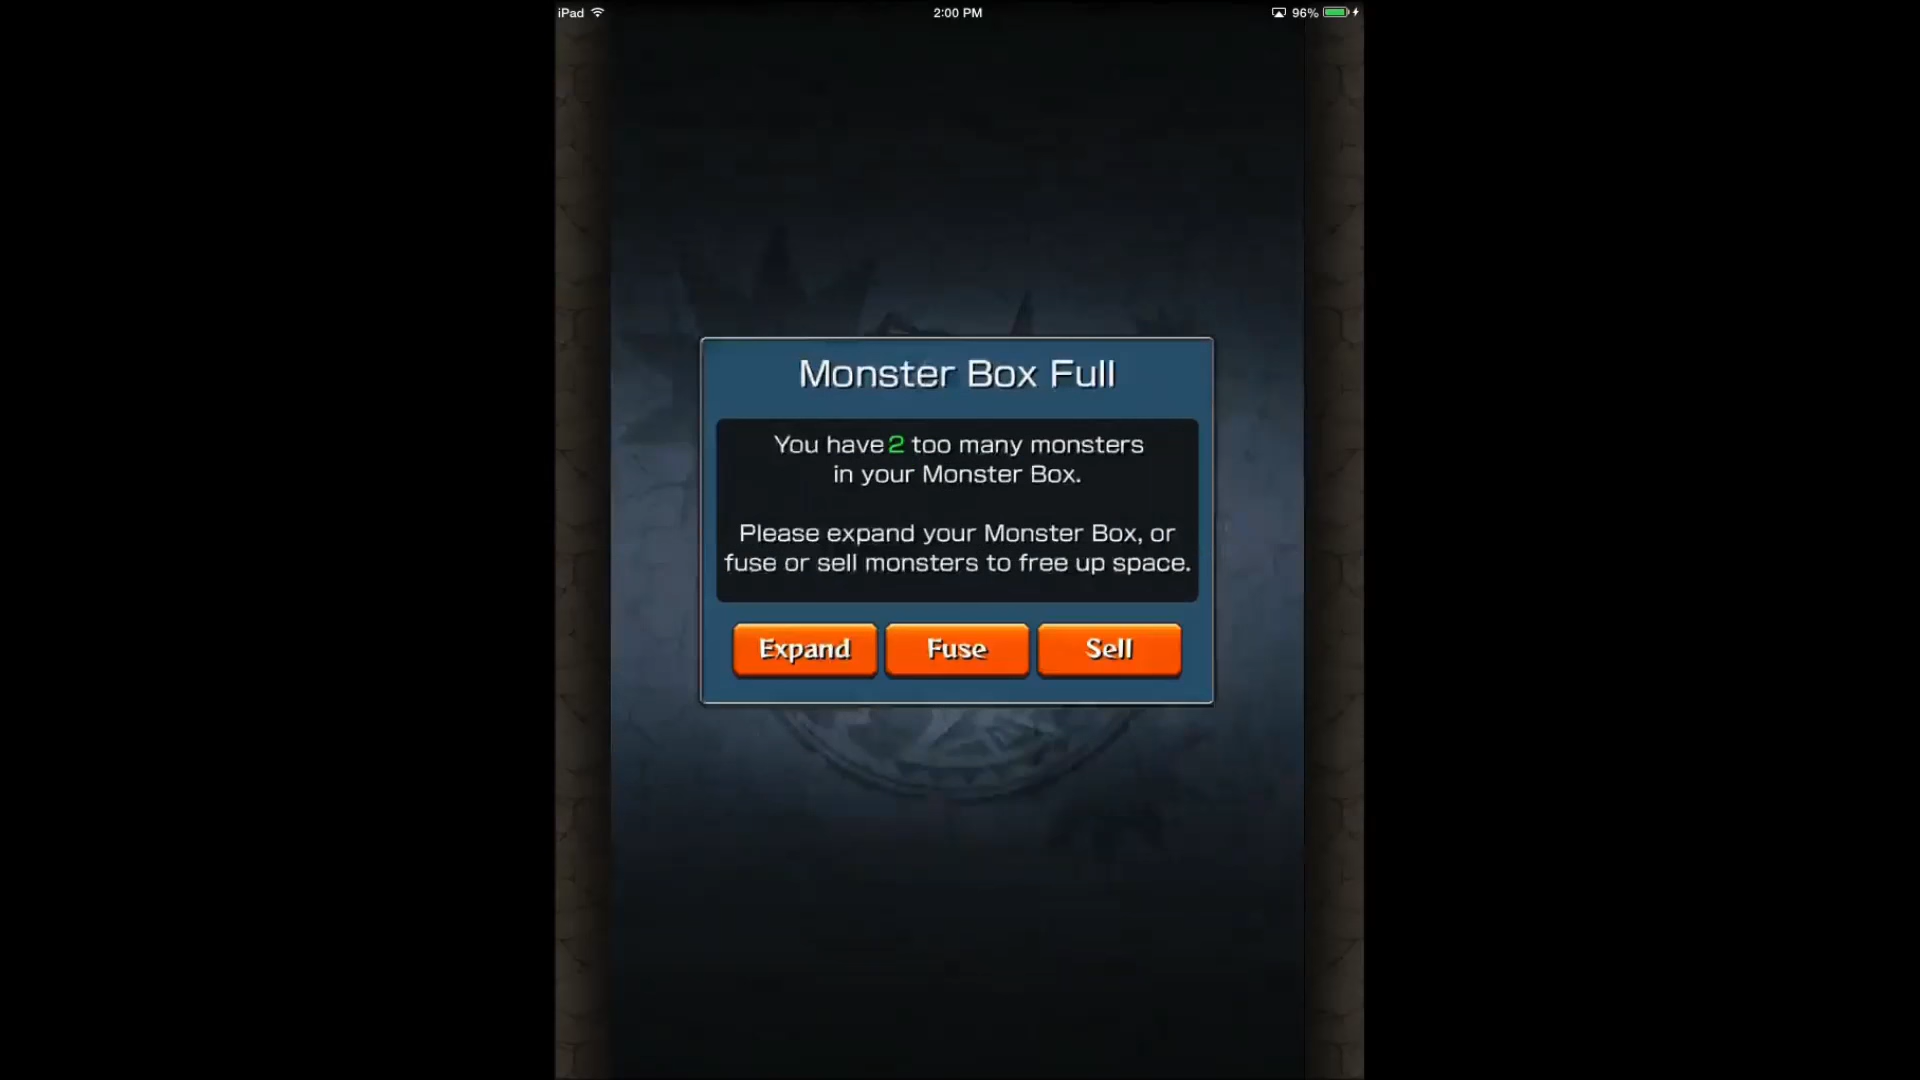 iPad 2:00 PM 96%
Monster Box Full
You have 2 too many monsters
in your Monster Box.
Please expand your Monster Box, or
fuse or sell monsters to free up space.
Expand Fuse Sell